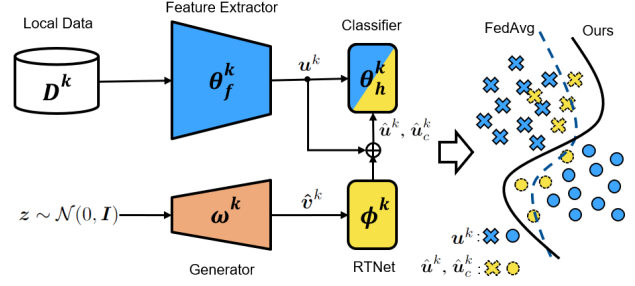 Local Data
Feature Extractor
Classifier
FedAvg
Ours
D^k
θ_f^k
u^k
θ_h^k
û^k, û_c^k
⊕
z ∼ N(0, I)
ω^k
v̂^k
ϕ^k
Generator
RTNet
u^k :
û^k, û_c^k :